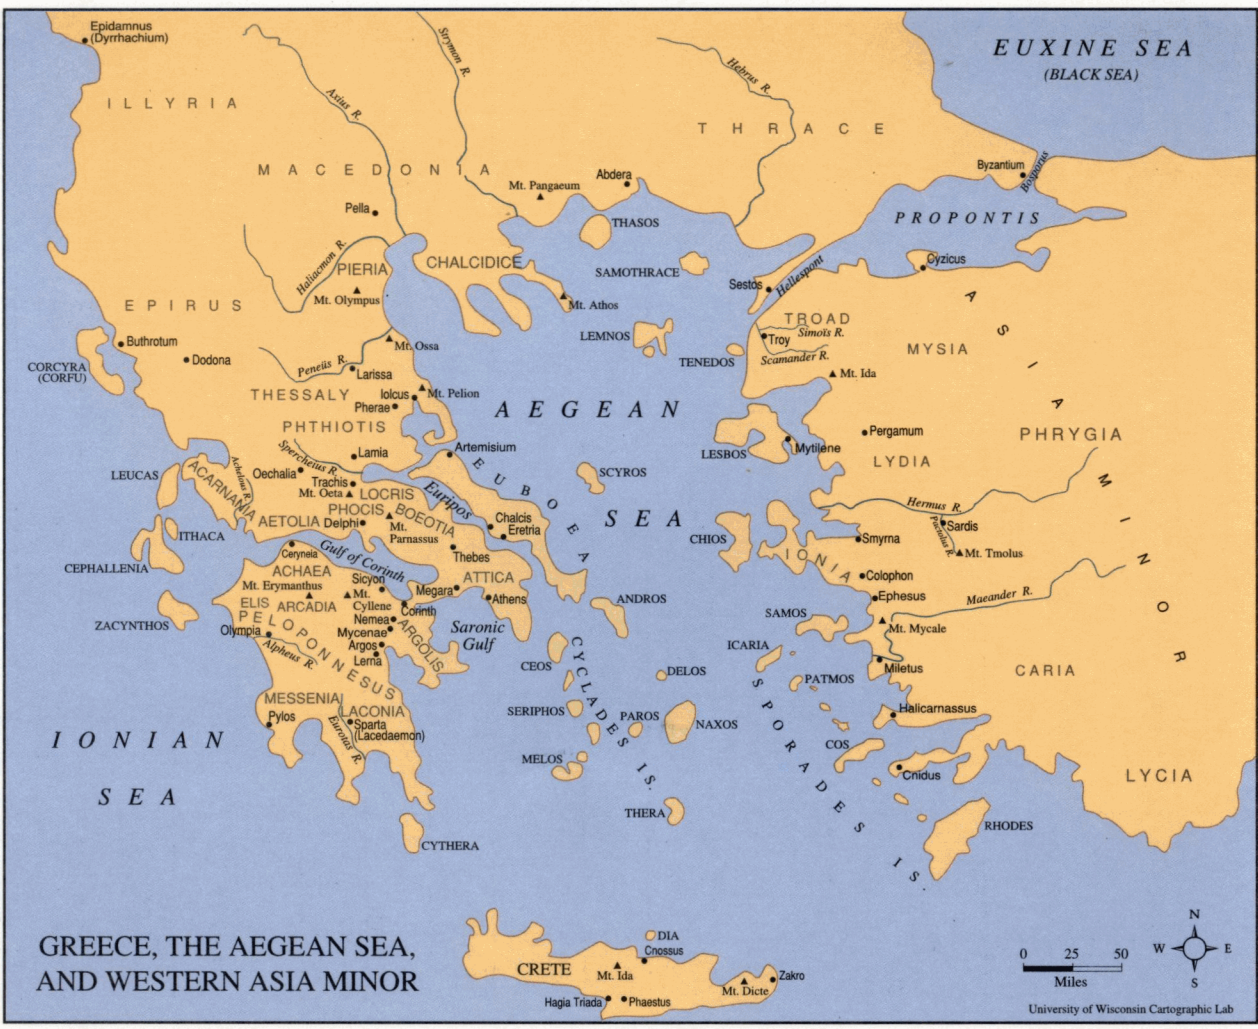 Epidamnus
(Dyrrhachium)
EUXINE SEA
(BLACK SEA)
ILLYRIA
Axius R.
Strymon R.
Hebrus R.
THRACE
MACEDONIA
Byzantium
Bosporus
Abdera
Mt. Pangaeum
Pella
THASOS
PROPONTIS
Haliacmon R.
PIERIA
CHALCIDICE
SAMOTHRACE
Hellespont
Cyzicus
Mt. Olympus
Mt. Athos
Sestos
EPIRUS
TROAD
Simoïs R.
LEMNOS
Troy
Scamander R.
ASIA MINOR
Buthrotum
Dodona
Mt. Ossa
TENEDOS
MYSIA
CORCYRA
(CORFU)
Peneüs R.
Larissa
Mt. Ida
THESSALY
Iolcus
Mt. Pelion
Pherae
AEGEAN
SEA
PHTHIOTIS
Pergamum
PHRYGIA
Lamia
Artemisium
LESBOS
Mytilene
LYDIA
Spercheius R.
LEUCAS
ACARNANIA
Achelous R.
Oechalia
Trachis
Mt. Oeta
LOCRIS
Euripos
EUBOEA
SCYROS
Hermus R.
PHOCIS
BOEOTIA
AETOLIA
Delphi
Mt.
Parnassus
Chalcis
Eretria
CHIOS
Sardis
Pactolus R.
ITHACA
Smyrna
IONIA
Mt. Tmolus
Ceryneia
Gulf of Corinth
Thebes
CEPHALLENIA
ACHAEA
Sicyon
ATTICA
Colophon
Mt. Erymanthus
Mt.
Cyllene
Megara
Athens
ANDROS
Ephesus
Maeander R.
ELIS
ARCADIA
Corinth
Nemea
ZACYNTHOS
PELOPONNESUS
Olympia
Mycenae
ARGOLIS
Saronic
Gulf
SAMOS
Mt. Mycale
Alpheus R.
Argos
Lerna
CEOS
CYCLADES IS.
ICARIA
DELOS
Miletus
CARIA
PATMOS
SPORADES IS.
MESSENIA
LACONIA
Pylos
Eurotas R.
Sparta
(Lacedaemon)
SERIPHOS
PAROS
NAXOS
Halicarnassus
IONIAN
SEA
COS
MELOS
Cnidus
LYCIA
THERA
RHODES
CYTHERA
GREECE, THE AEGEAN SEA,
AND WESTERN ASIA MINOR
DIA
Cnossus
CRETE
Mt. Ida
Mt. Dicte
Zakro
Hagia Triada
Phaestus
N
W
E
S
0 25 50
Miles
University of Wisconsin Cartographic Lab